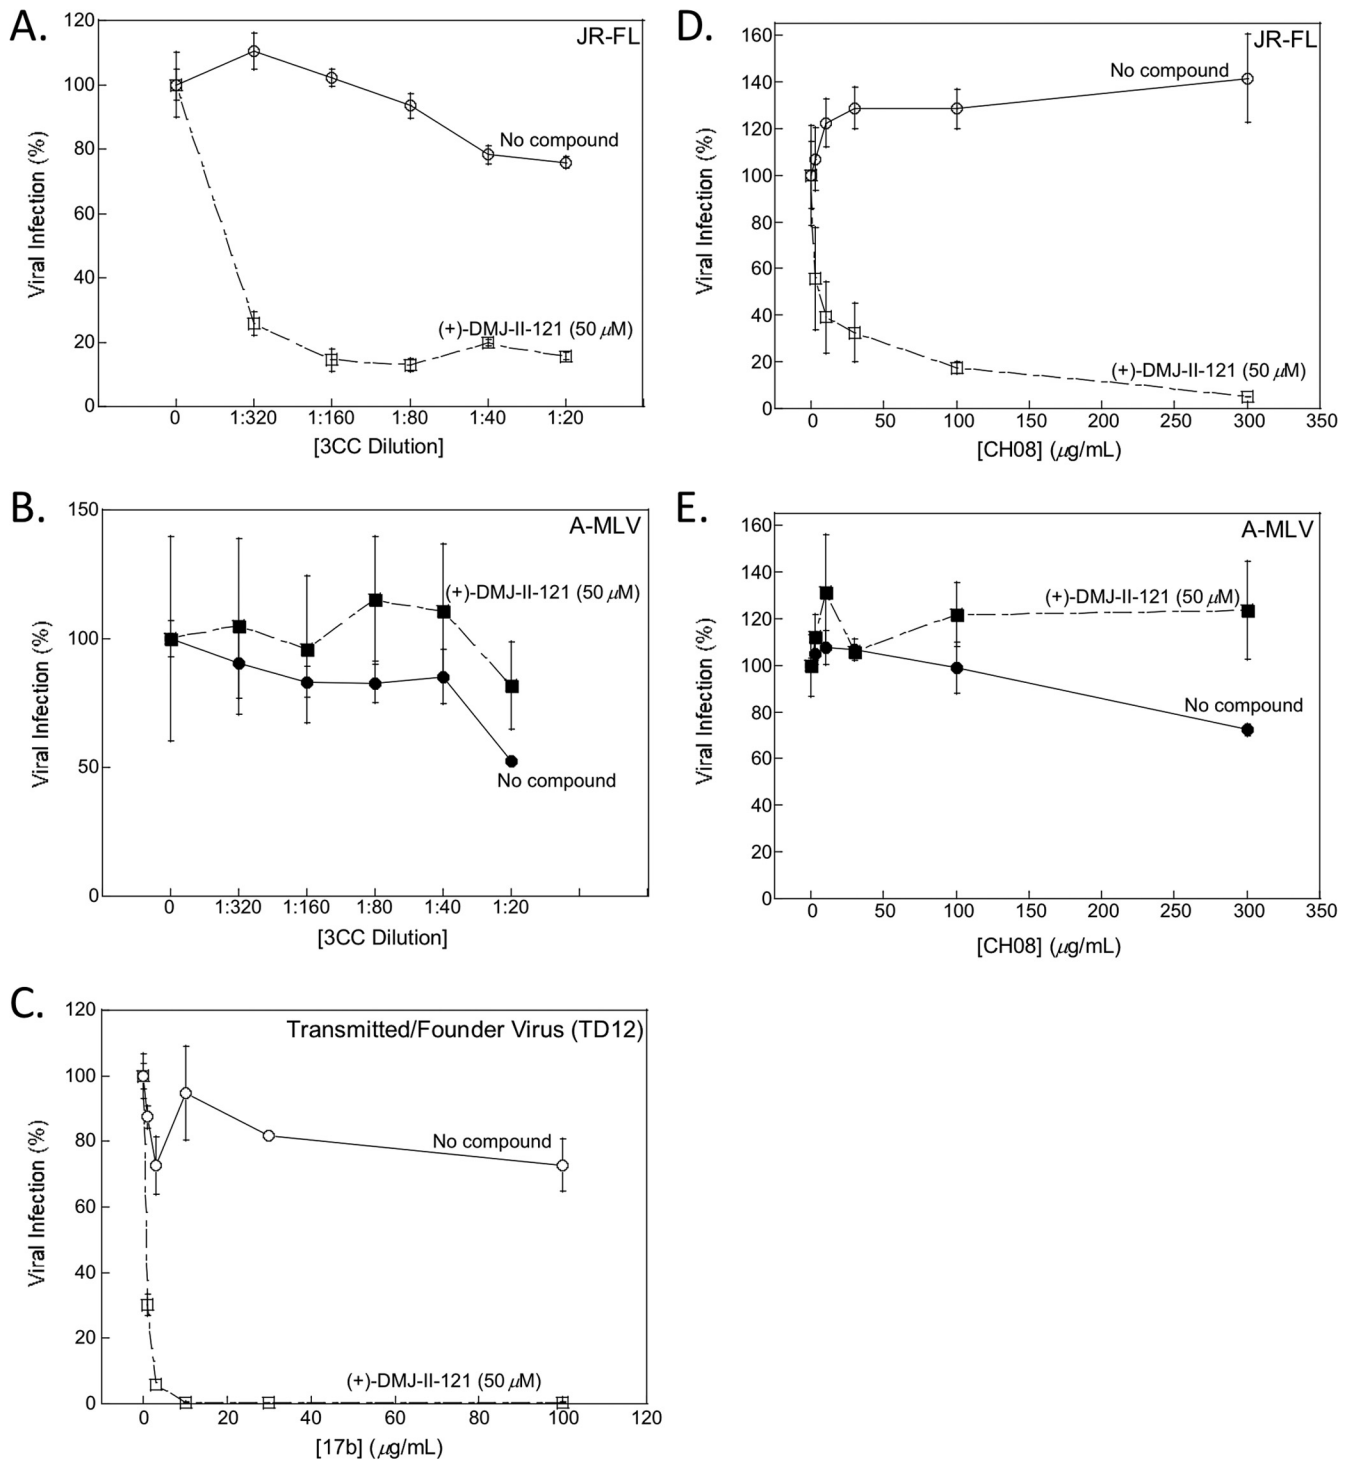 A.
JR-FL
120
100
80
60
40
20
0
Viral Infection (%)
No compound
(+)-DMJ-II-121 (50 μM)
0 1:320 1:160 1:80 1:40 1:20
[3CC Dilution]
B.
A-MLV
150
100
50
0
Viral Infection (%)
(+)-DMJ-II-121 (50 μM)
No compound
0 1:320 1:160 1:80 1:40 1:20
[3CC Dilution]
C.
Transmitted/Founder Virus (TD12)
120
100
80
60
40
20
0
Viral Infection (%)
No compound
(+)-DMJ-II-121 (50 μM)
0 20 40 60 80 100 120
[17b] (μg/mL)
D.
JR-FL
160
140
120
100
80
60
40
20
0
Viral Infection (%)
No compound
(+)-DMJ-II-121 (50 μM)
0 50 100 150 200 250 300 350
[CH08] (μg/mL)
E.
A-MLV
160
140
120
100
80
60
40
20
0
Viral Infection (%)
(+)-DMJ-II-121 (50 μM)
No compound
0 50 100 150 200 250 300 350
[CH08] (μg/mL)